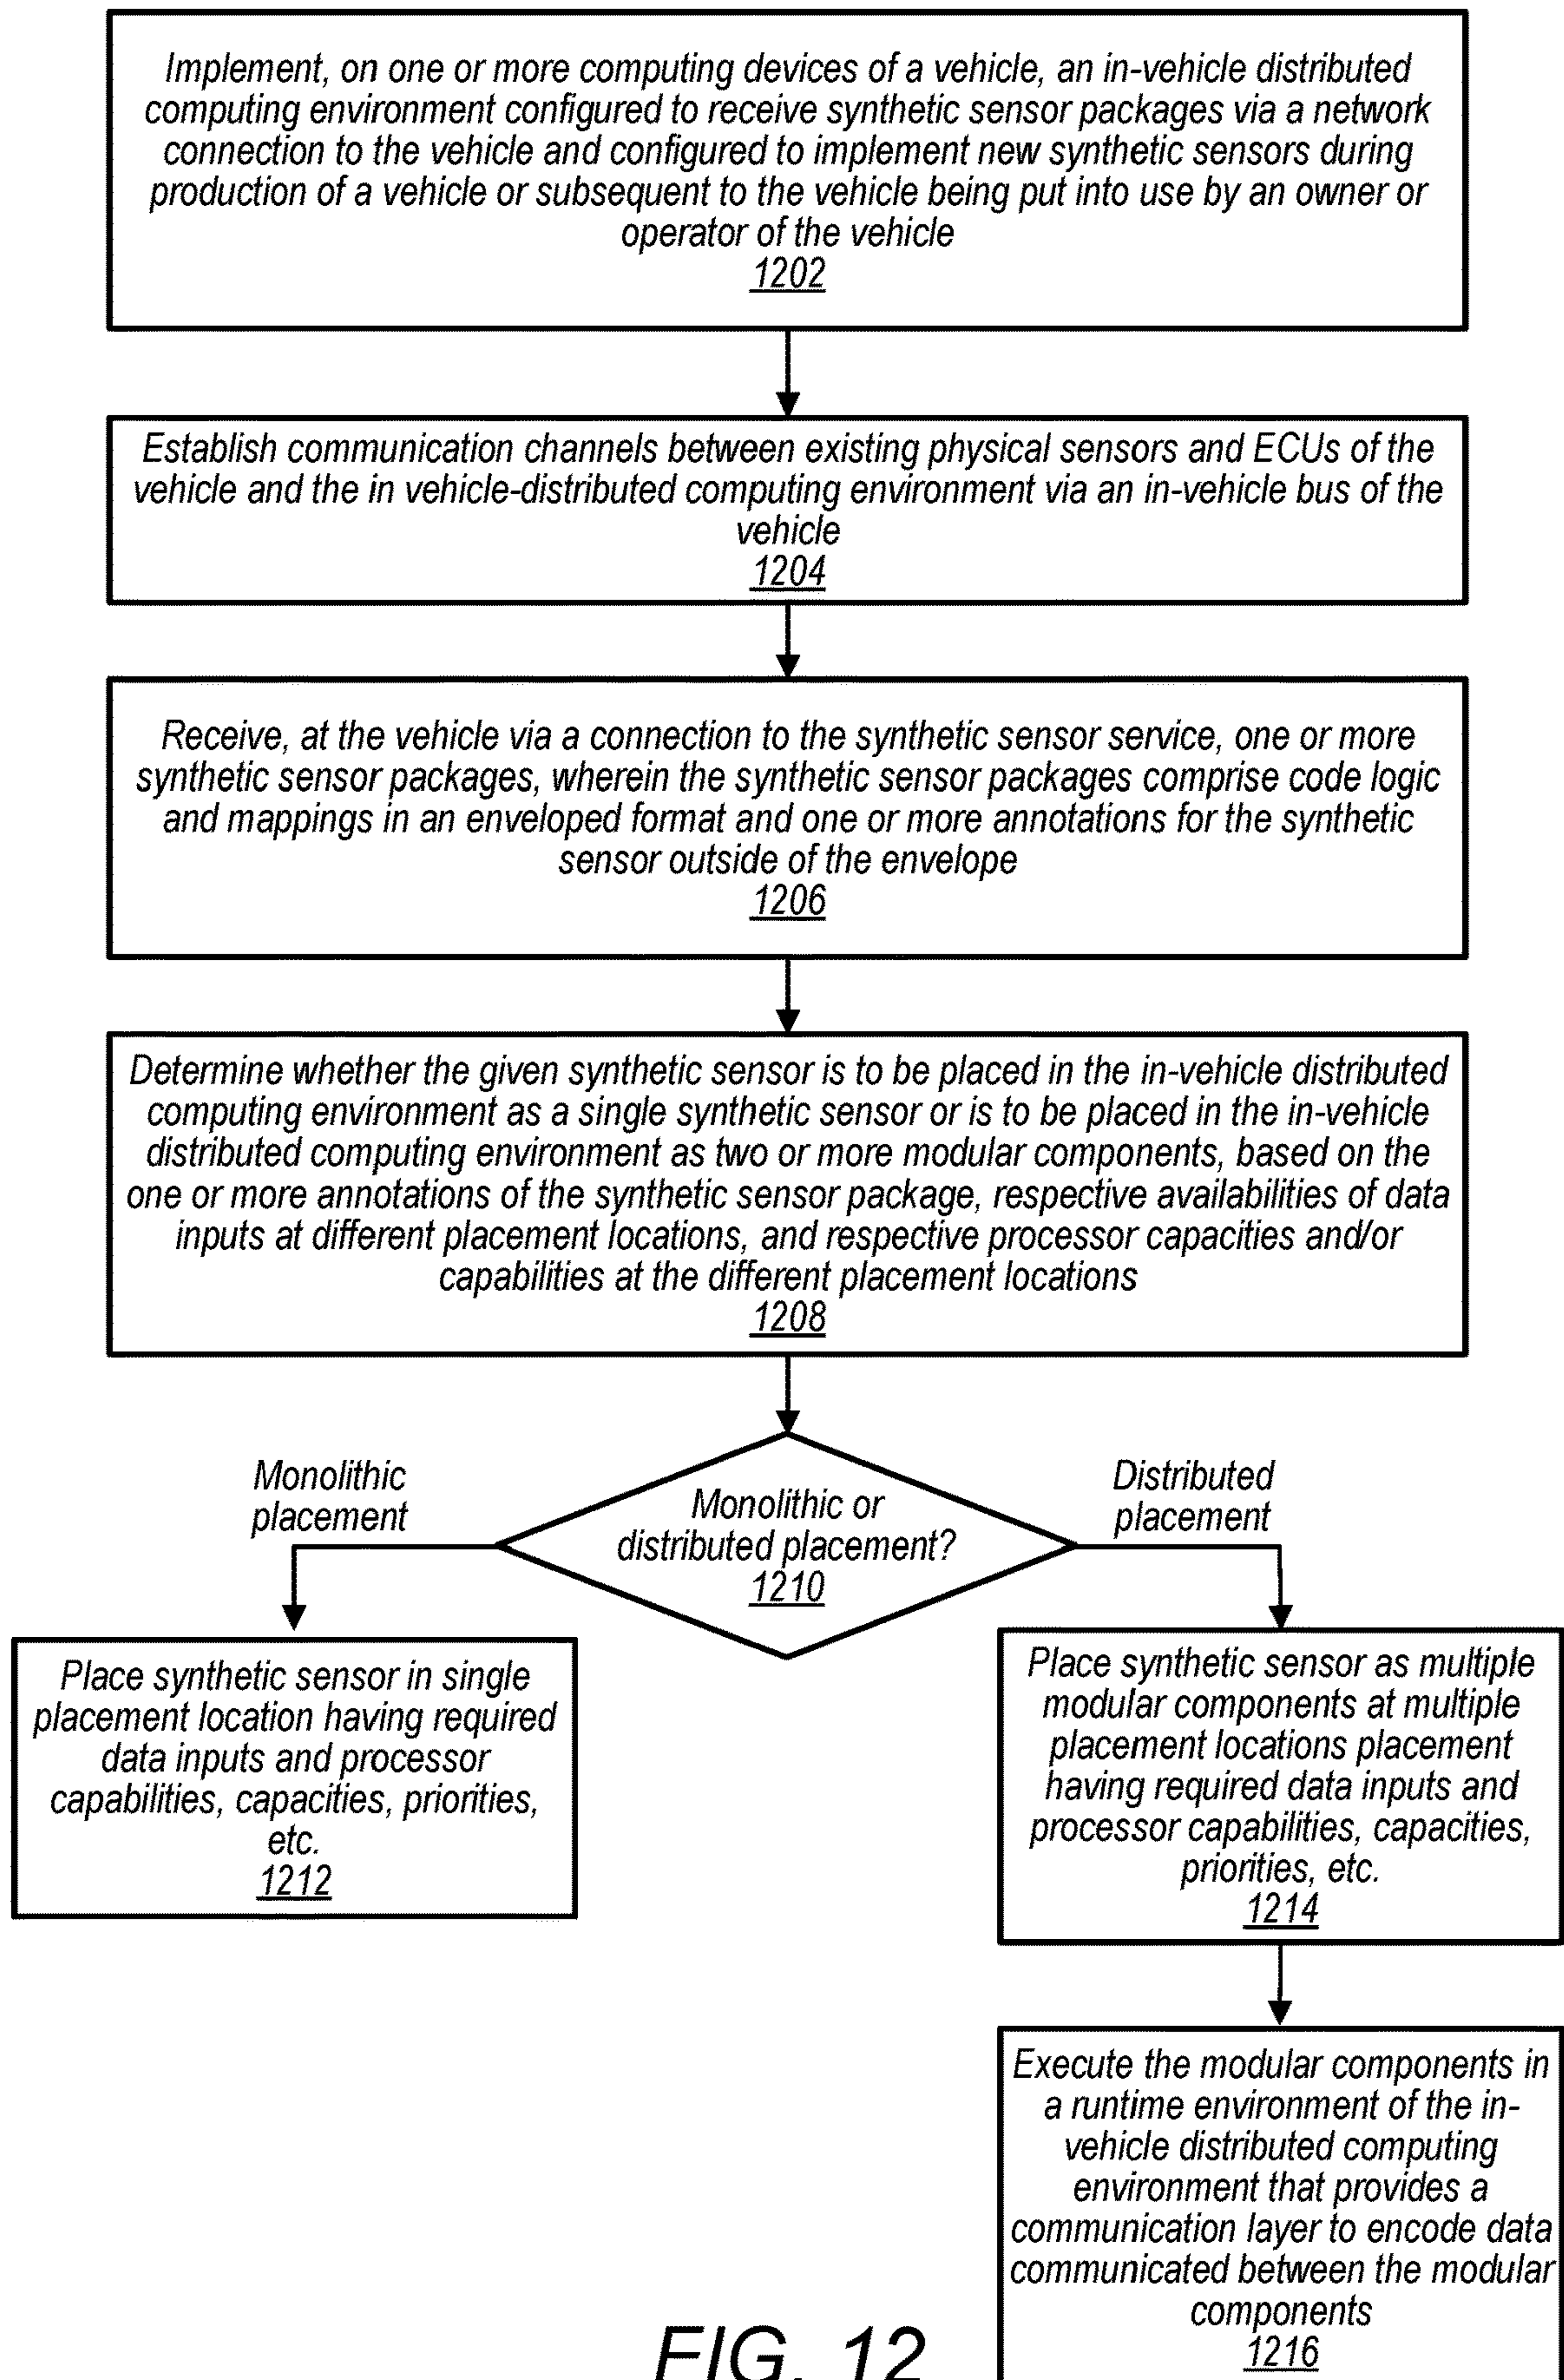 Implement, on one or more computing devices of a vehicle, an in-vehicle distributed
computing environment configured to receive synthetic sensor packages via a network
connection to the vehicle and configured to implement new synthetic sensors during
production of a vehicle or subsequent to the vehicle being put into use by an owner or
operator of the vehicle
1202
Establish communication channels between existing physical sensors and ECUs of the
vehicle and the in vehicle-distributed computing environment via an in-vehicle bus of the
vehicle
1204
Receive, at the vehicle via a connection to the synthetic sensor service, one or more
synthetic sensor packages, wherein the synthetic sensor packages comprise code logic
and mappings in an enveloped format and one or more annotations for the synthetic
sensor outside of the envelope
1206
Determine whether the given synthetic sensor is to be placed in the in-vehicle distributed
computing environment as a single synthetic sensor or is to be placed in the in-vehicle
distributed computing environment as two or more modular components, based on the
one or more annotations of the synthetic sensor package, respective availabilities of data
inputs at different placement locations, and respective processor capacities and/or
capabilities at the different placement locations
1208
Monolithic
placement
Monolithic or
distributed placement?
1210
Distributed
placement
Place synthetic sensor in single
placement location having required
data inputs and processor
capabilities, capacities, priorities,
etc.
1212
Place synthetic sensor as multiple
modular components at multiple
placement locations placement
having required data inputs and
processor capabilities, capacities,
priorities, etc.
1214
Execute the modular components in
a runtime environment of the in-
vehicle distributed computing
environment that provides a
communication layer to encode data
communicated between the modular
components
1216
FIG. 12